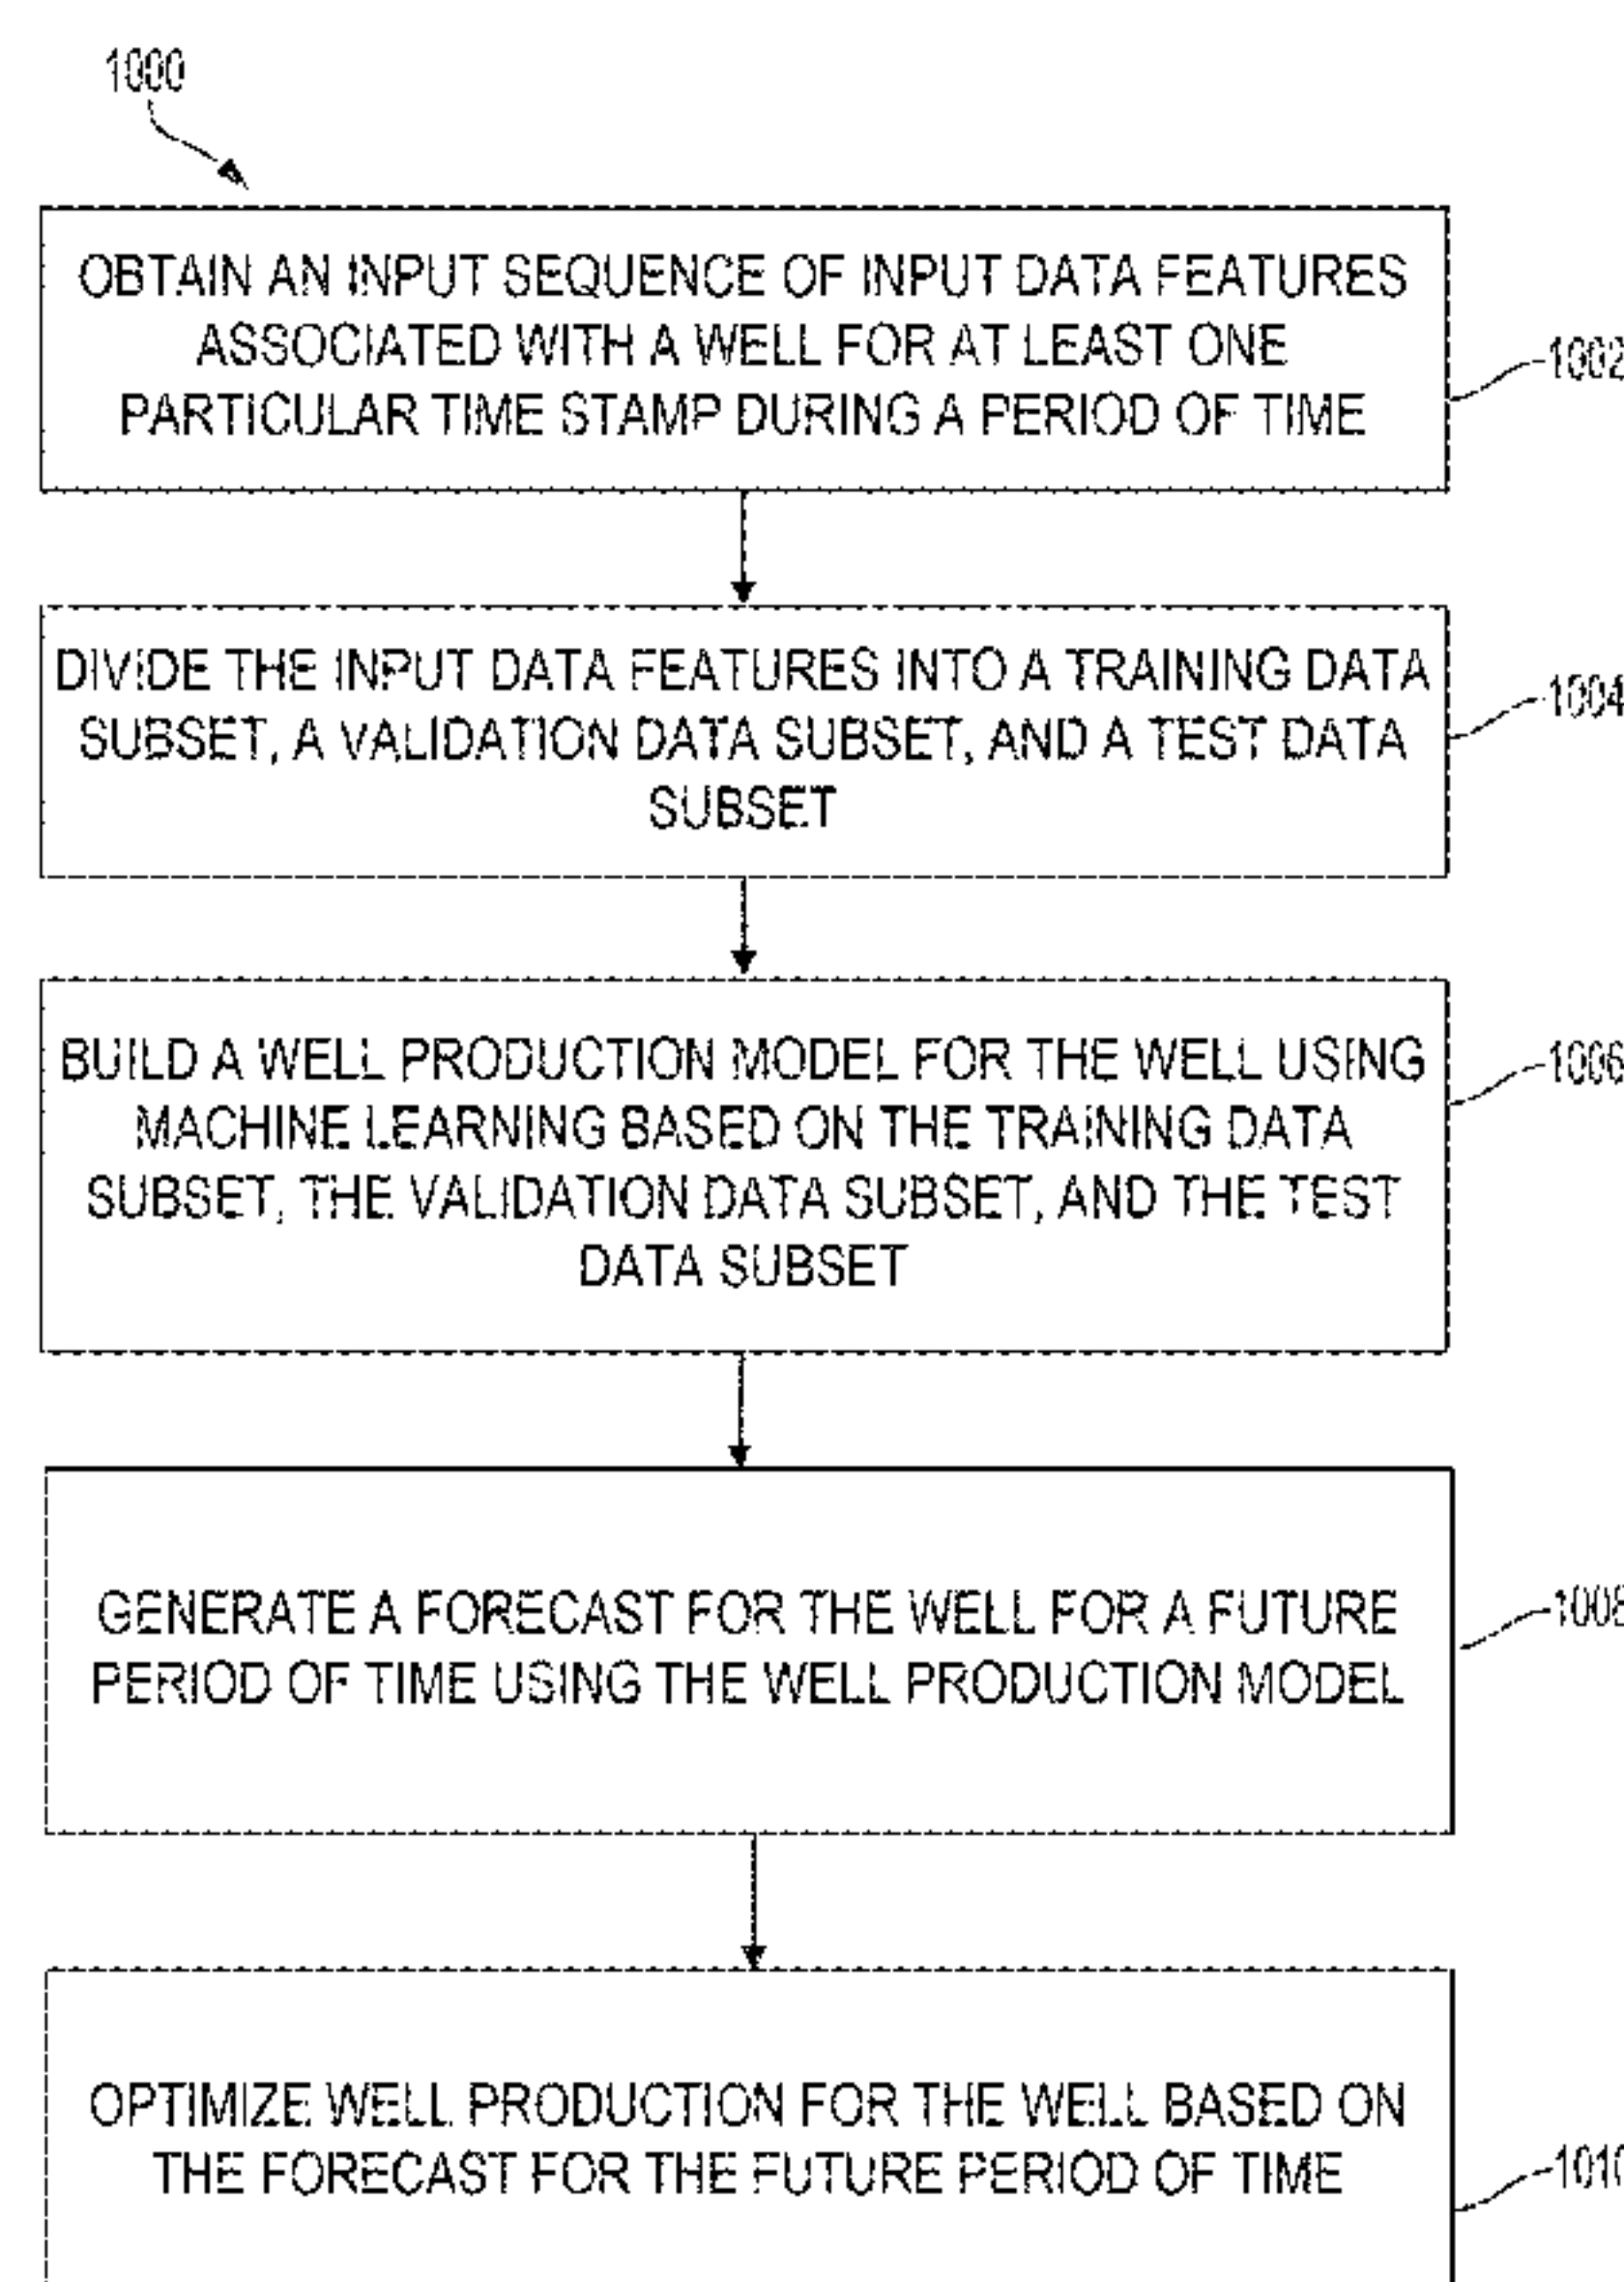 1000
OBTAIN AN INPUT SEQUENCE OF INPUT DATA FEATURES
ASSOCIATED WITH A WELL FOR AT LEAST ONE
PARTICULAR TIME STAMP DURING A PERIOD OF TIME
1002
DIVIDE THE INPUT DATA FEATURES INTO A TRAINING DATA
SUBSET, A VALIDATION DATA SUBSET, AND A TEST DATA
SUBSET
1004
BUILD A WELL PRODUCTION MODEL FOR THE WELL USING
MACHINE LEARNING BASED ON THE TRAINING DATA
SUBSET, THE VALIDATION DATA SUBSET, AND THE TEST
DATA SUBSET
1006
GENERATE A FORECAST FOR THE WELL FOR A FUTURE
PERIOD OF TIME USING THE WELL PRODUCTION MODEL
1008
OPTIMIZE WELL PRODUCTION FOR THE WELL BASED ON
THE FORECAST FOR THE FUTURE PERIOD OF TIME
1010